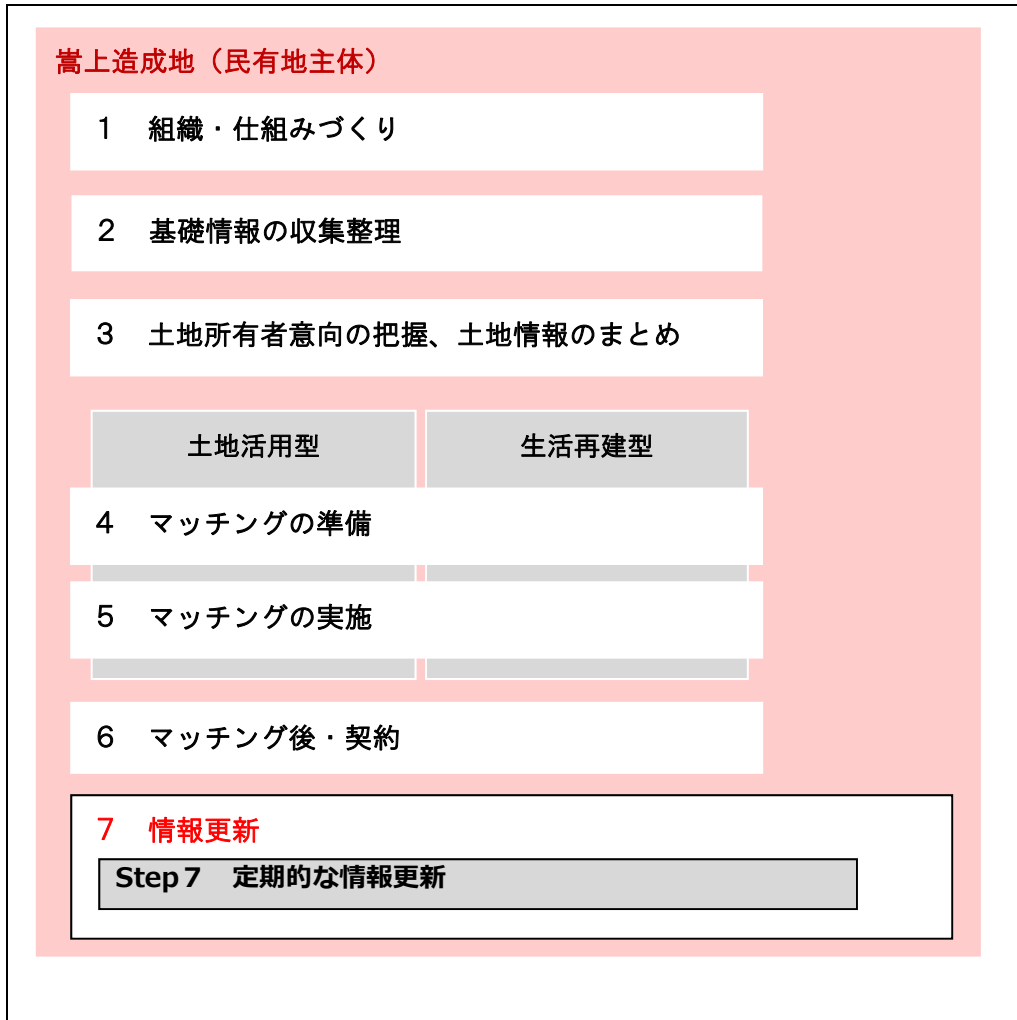 嵩上造成地（民有地主体）
１　組織・仕組みづくり
２　基礎情報の収集整理
３　土地所有者意向の把握、土地情報のまとめ
土地活用型　生活再建型
４　マッチングの準備
５　マッチングの実施
６　マッチング後・契約
７　情報更新
Step７　定期的な情報更新